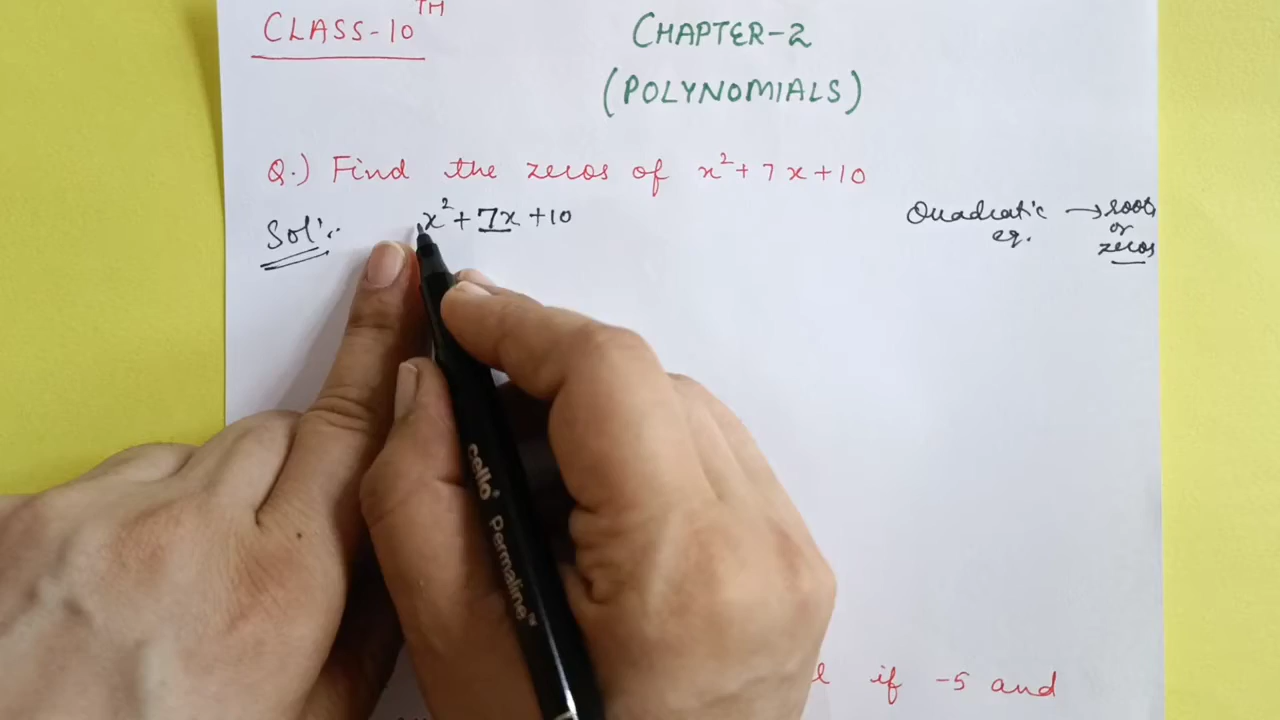 CLASS-10TH
CHAPTER-2
(POLYNOMIALS)
Q.) Find the zeros of x²+7x+10
Sol':
x²+7x+10
Quadratic → roots
eq. or
zeros
cello Permaline™
if -5 and